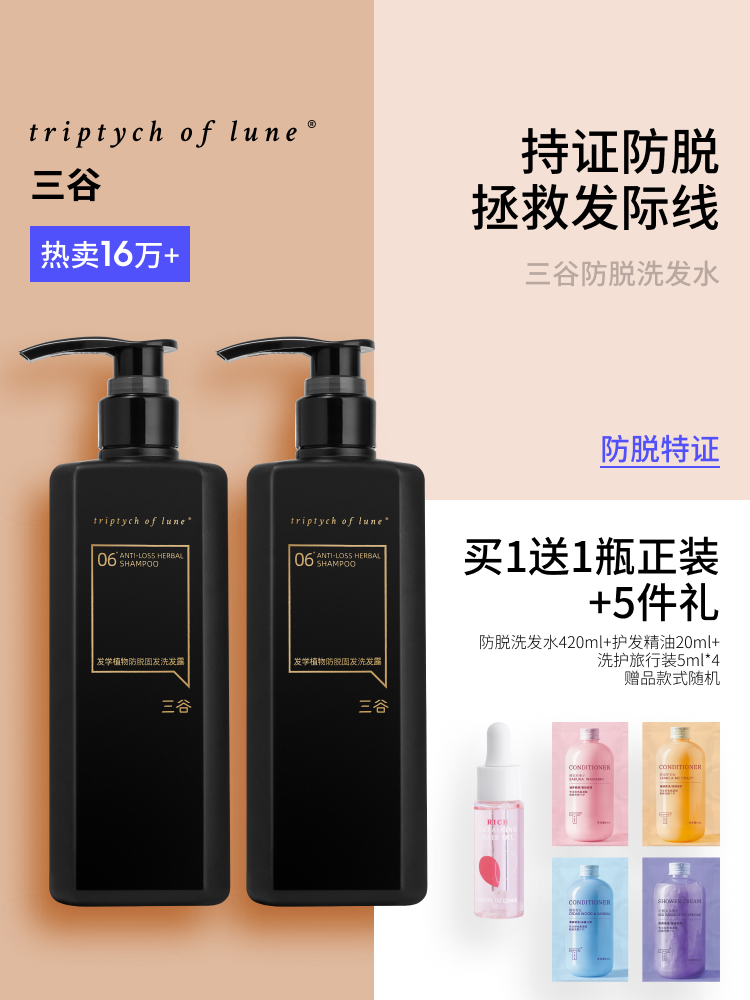 triptych of lune®
三谷
热卖16万+
持证防脱
拯救发际线
三谷防脱洗发水
防脱特证
triptych of lune®
06 ANTI-LOSS HERBAL
SHAMPOO
发学植物防脱固发洗发露
三谷
triptych of lune®
06 ANTI-LOSS HERBAL
SHAMPOO
发学植物防脱固发洗发露
三谷
买1送1瓶正装
+5件礼
防脱洗发水420ml+护发精油20ml+
洗护旅行装5ml*4
赠品款式随机
RICH
CONDITIONER
CONDITIONER
CONDITIONER
SHOWER CREAM